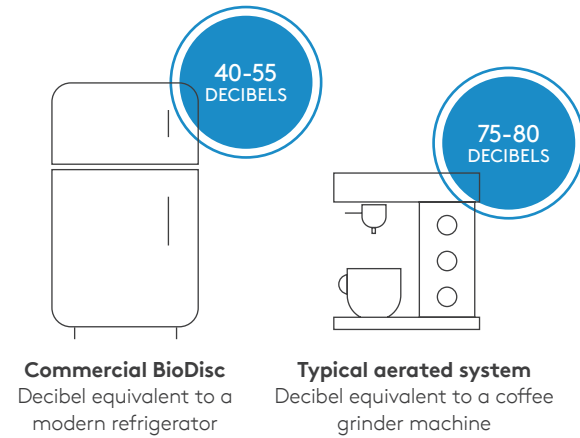 40-55
DECIBELS
75-80
DECIBELS
Commercial BioDisc
Decibel equivalent to a
modern refrigerator
Typical aerated system
Decibel equivalent to a coffee
grinder machine